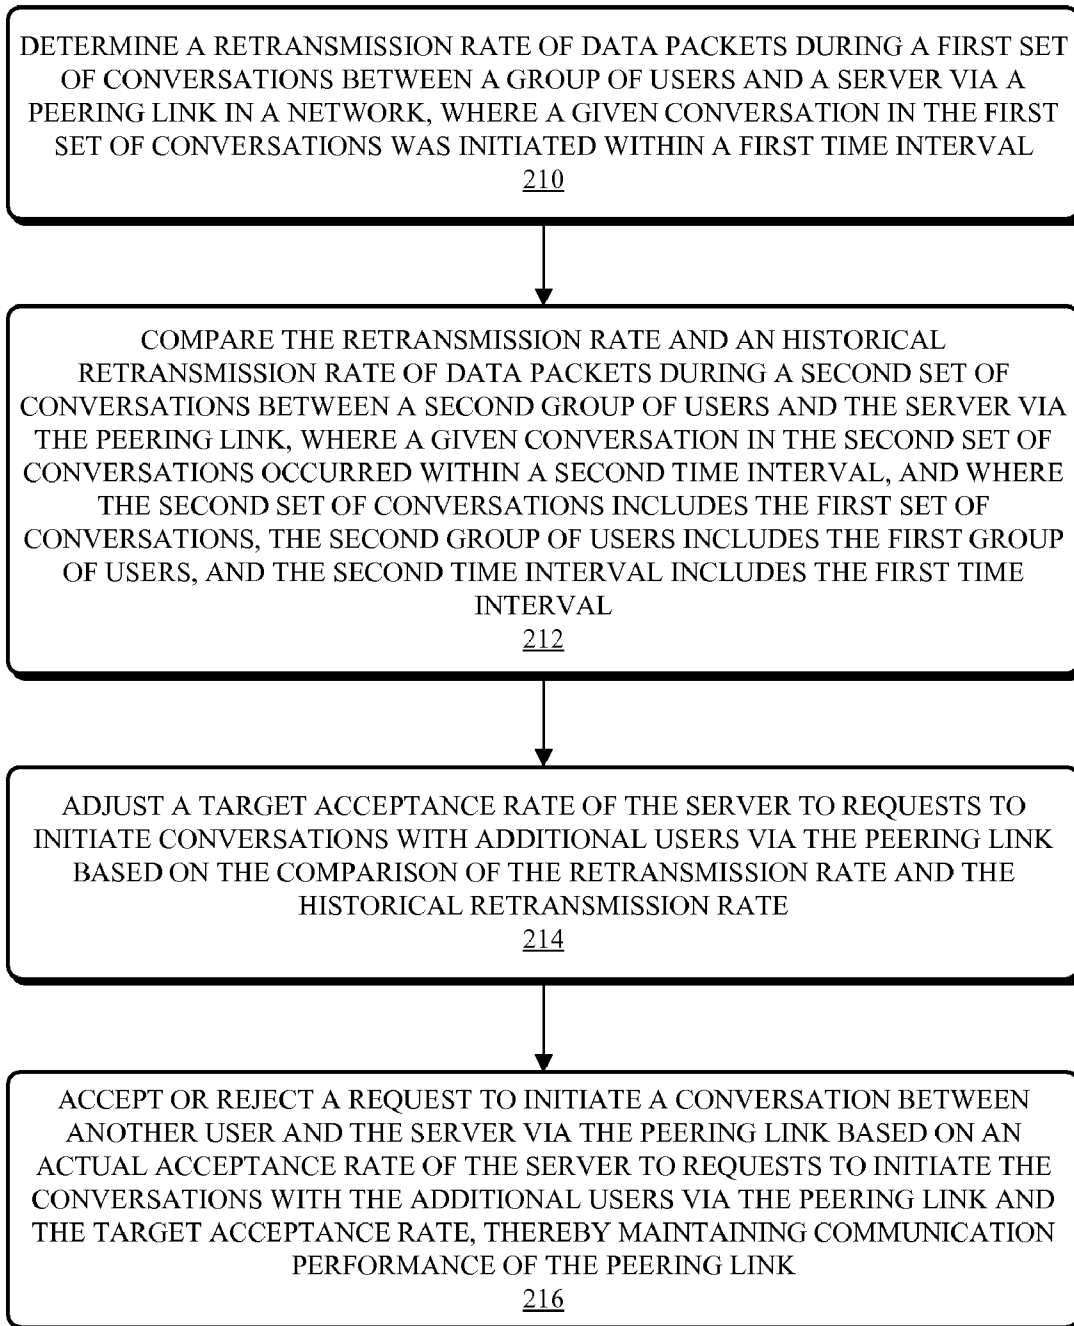 DETERMINE A RETRANSMISSION RATE OF DATA PACKETS DURING A FIRST SET
OF CONVERSATIONS BETWEEN A GROUP OF USERS AND A SERVER VIA A
PEERING LINK IN A NETWORK, WHERE A GIVEN CONVERSATION IN THE FIRST
SET OF CONVERSATIONS WAS INITIATED WITHIN A FIRST TIME INTERVAL
210
COMPARE THE RETRANSMISSION RATE AND AN HISTORICAL
RETRANSMISSION RATE OF DATA PACKETS DURING A SECOND SET OF
CONVERSATIONS BETWEEN A SECOND GROUP OF USERS AND THE SERVER VIA
THE PEERING LINK, WHERE A GIVEN CONVERSATION IN THE SECOND SET OF
CONVERSATIONS OCCURRED WITHIN A SECOND TIME INTERVAL, AND WHERE
THE SECOND SET OF CONVERSATIONS INCLUDES THE FIRST SET OF
CONVERSATIONS, THE SECOND GROUP OF USERS INCLUDES THE FIRST GROUP
OF USERS, AND THE SECOND TIME INTERVAL INCLUDES THE FIRST TIME
INTERVAL
212
ADJUST A TARGET ACCEPTANCE RATE OF THE SERVER TO REQUESTS TO
INITIATE CONVERSATIONS WITH ADDITIONAL USERS VIA THE PEERING LINK
BASED ON THE COMPARISON OF THE RETRANSMISSION RATE AND THE
HISTORICAL RETRANSMISSION RATE
214
ACCEPT OR REJECT A REQUEST TO INITIATE A CONVERSATION BETWEEN
ANOTHER USER AND THE SERVER VIA THE PEERING LINK BASED ON AN
ACTUAL ACCEPTANCE RATE OF THE SERVER TO REQUESTS TO INITIATE THE
CONVERSATIONS WITH THE ADDITIONAL USERS VIA THE PEERING LINK AND
THE TARGET ACCEPTANCE RATE, THEREBY MAINTAINING COMMUNICATION
PERFORMANCE OF THE PEERING LINK
216